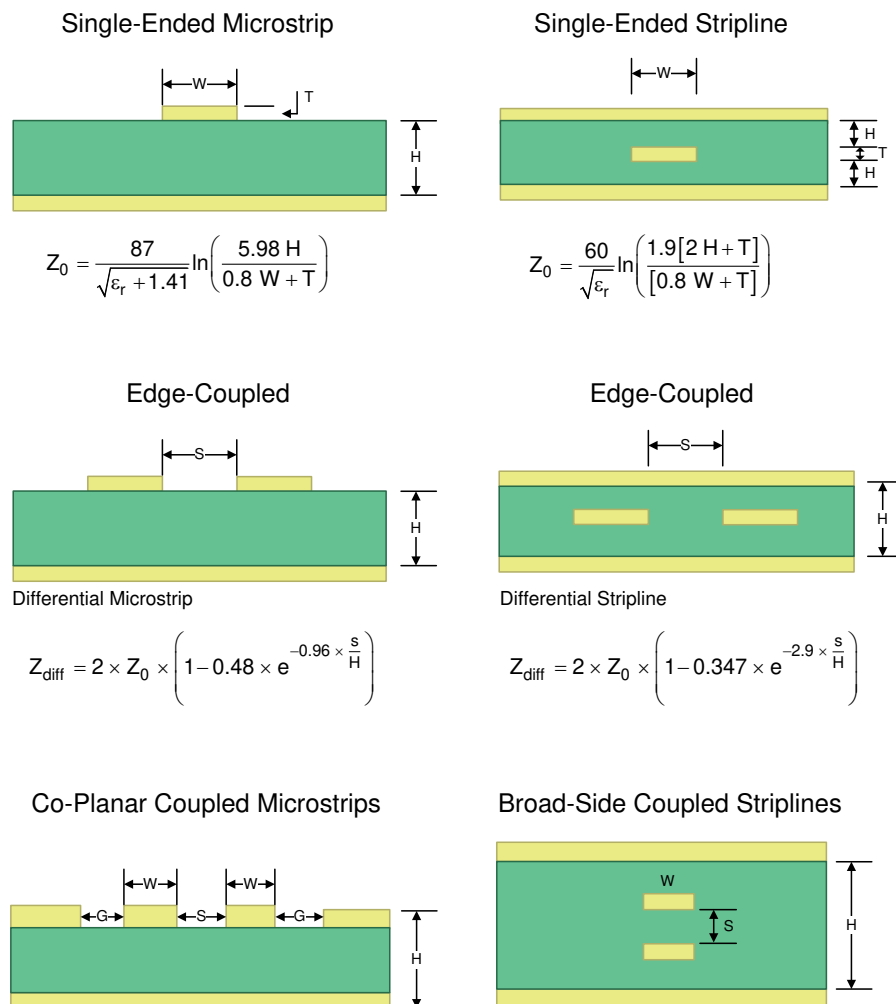 Single-Ended Microstrip
W
T
H
Z₀ = 87 / √(εᵣ + 1.41) ln(5.98 H / (0.8 W + T))
Single-Ended Stripline
W
H
T
H
Z₀ = 60 / √εᵣ ln(1.9[2 H + T] / [0.8 W + T])
Edge-Coupled
S
H
Differential Microstrip
Z_diff = 2 × Z₀ × (1 − 0.48 × e^(−0.96 × s/H))
Edge-Coupled
S
H
Differential Stripline
Z_diff = 2 × Z₀ × (1 − 0.347 × e^(−2.9 × s/H))
Co-Planar Coupled Microstrips
W W
G S G
H
Broad-Side Coupled Striplines
W
S
H